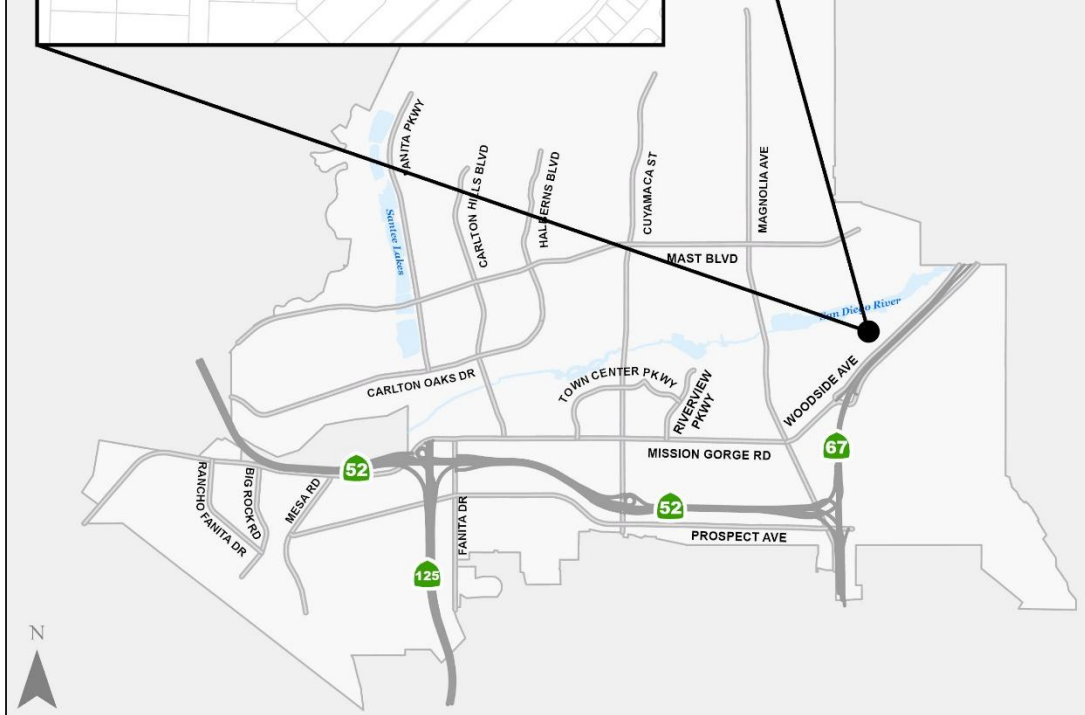 FANITA PKWY
CARLTON HILLS BLVD
HALBERNS BLVD
CUYAMACA ST
MAGNOLIA AVE
Santee Lakes
MAST BLVD
San Diego River
CARLTON OAKS DR
TOWN CENTER PKWY
RIVERVIEW
PKWY
WOODSIDE AVE
MISSION GORGE RD
67
52
52
RANCHO FANITA DR
BIG ROCK RD
MESA RD
FANITA DR
PROSPECT AVE
125
N